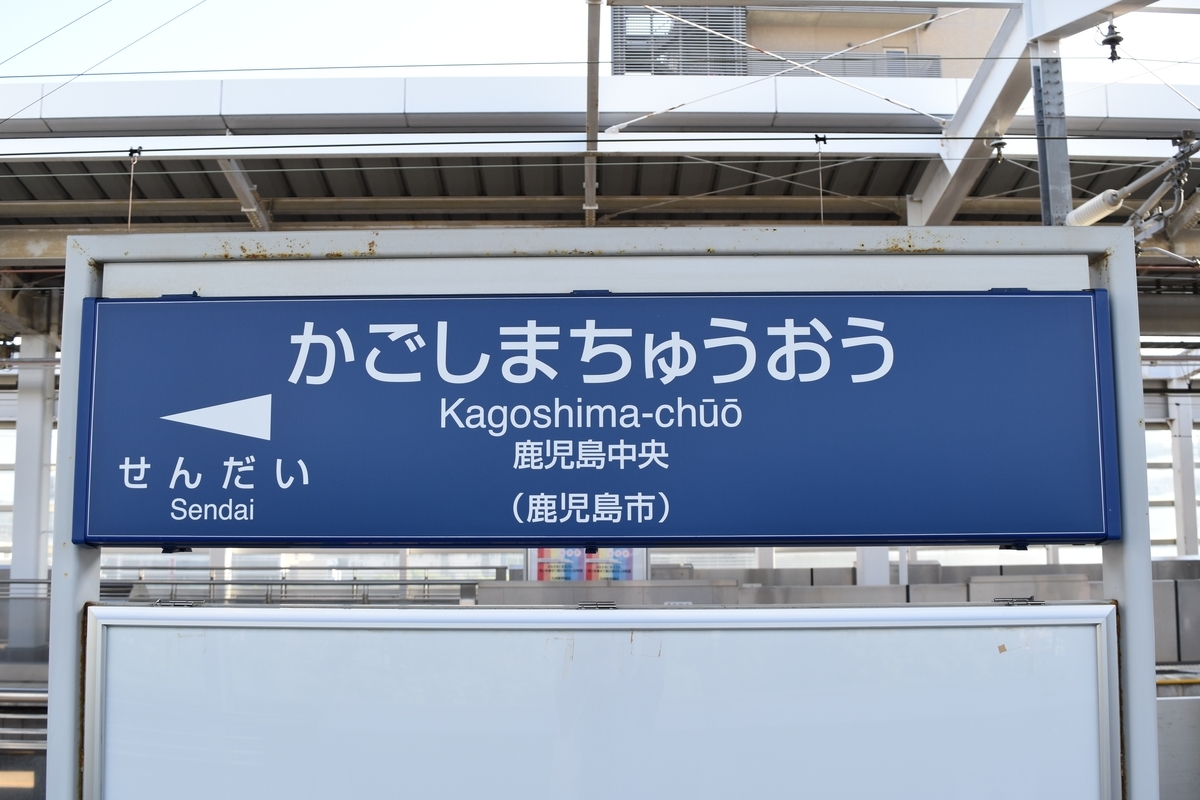 かごしまちゅうおう
Kagoshima-chūō
鹿児島中央
（鹿児島市）
せんだい
Sendai